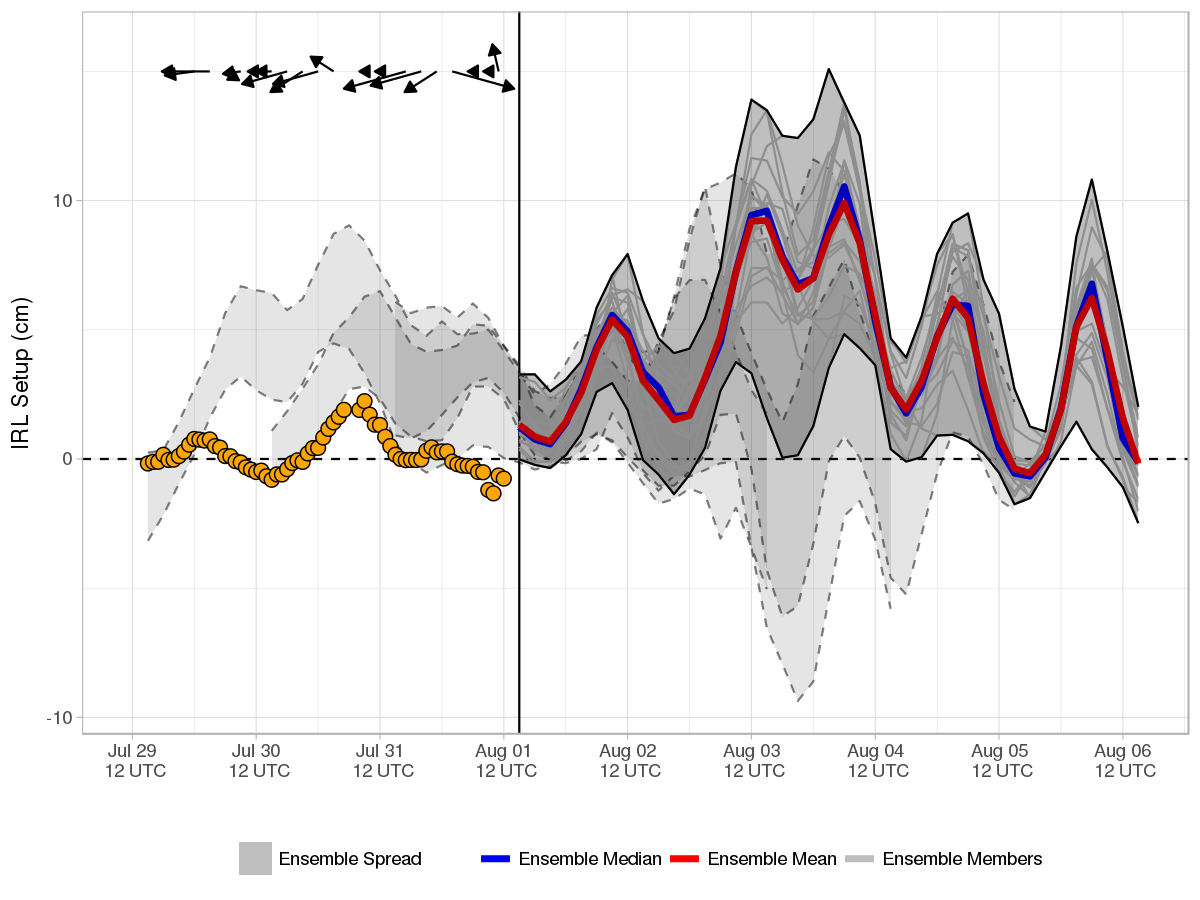 IRL Setup (cm)
10
0
-10
Jul 29 Jul 30 Jul 31 Aug 01 Aug 02 Aug 03 Aug 04 Aug 05 Aug 06
12 UTC 12 UTC 12 UTC 12 UTC 12 UTC 12 UTC 12 UTC 12 UTC 12 UTC
Ensemble Spread Ensemble Median Ensemble Mean Ensemble Members